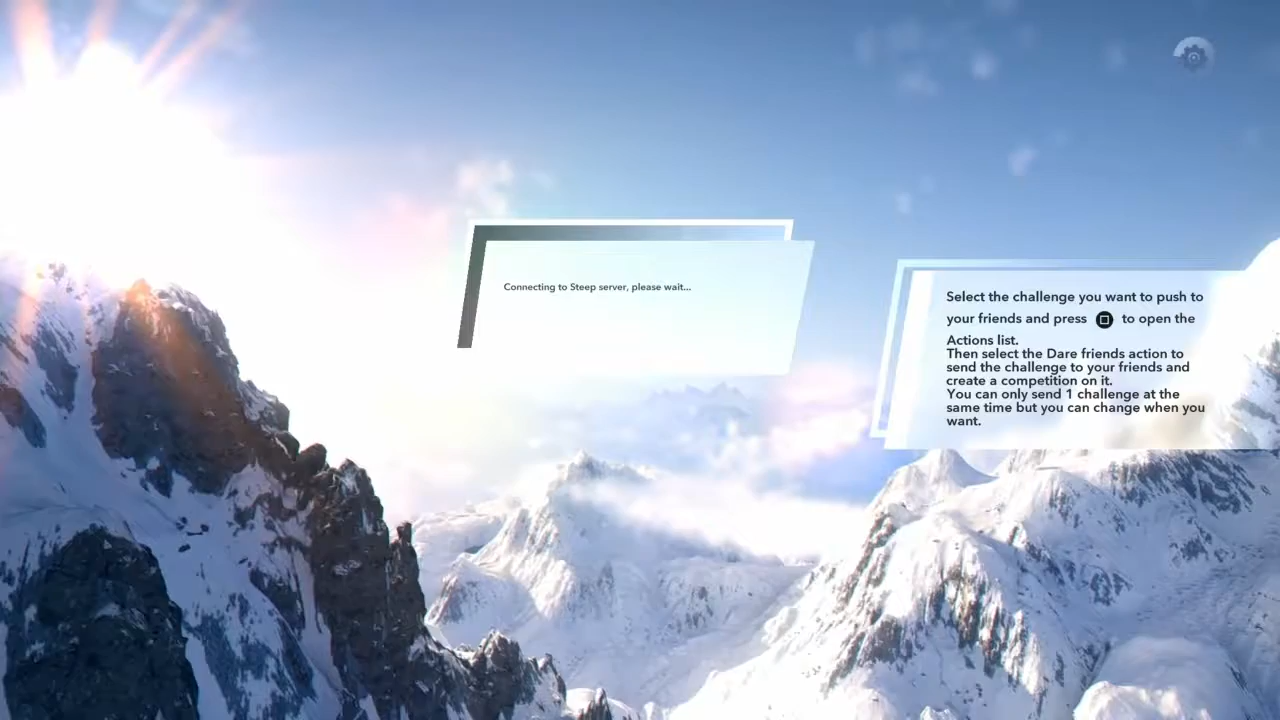 Connecting to Steep server, please wait...
Select the challenge you want to push to
your friends and press to open the
Actions list.
Then select the Dare friends action to
send the challenge to your friends and
create a competition on it.
You can only send 1 challenge at the
same time but you can change when you
want.